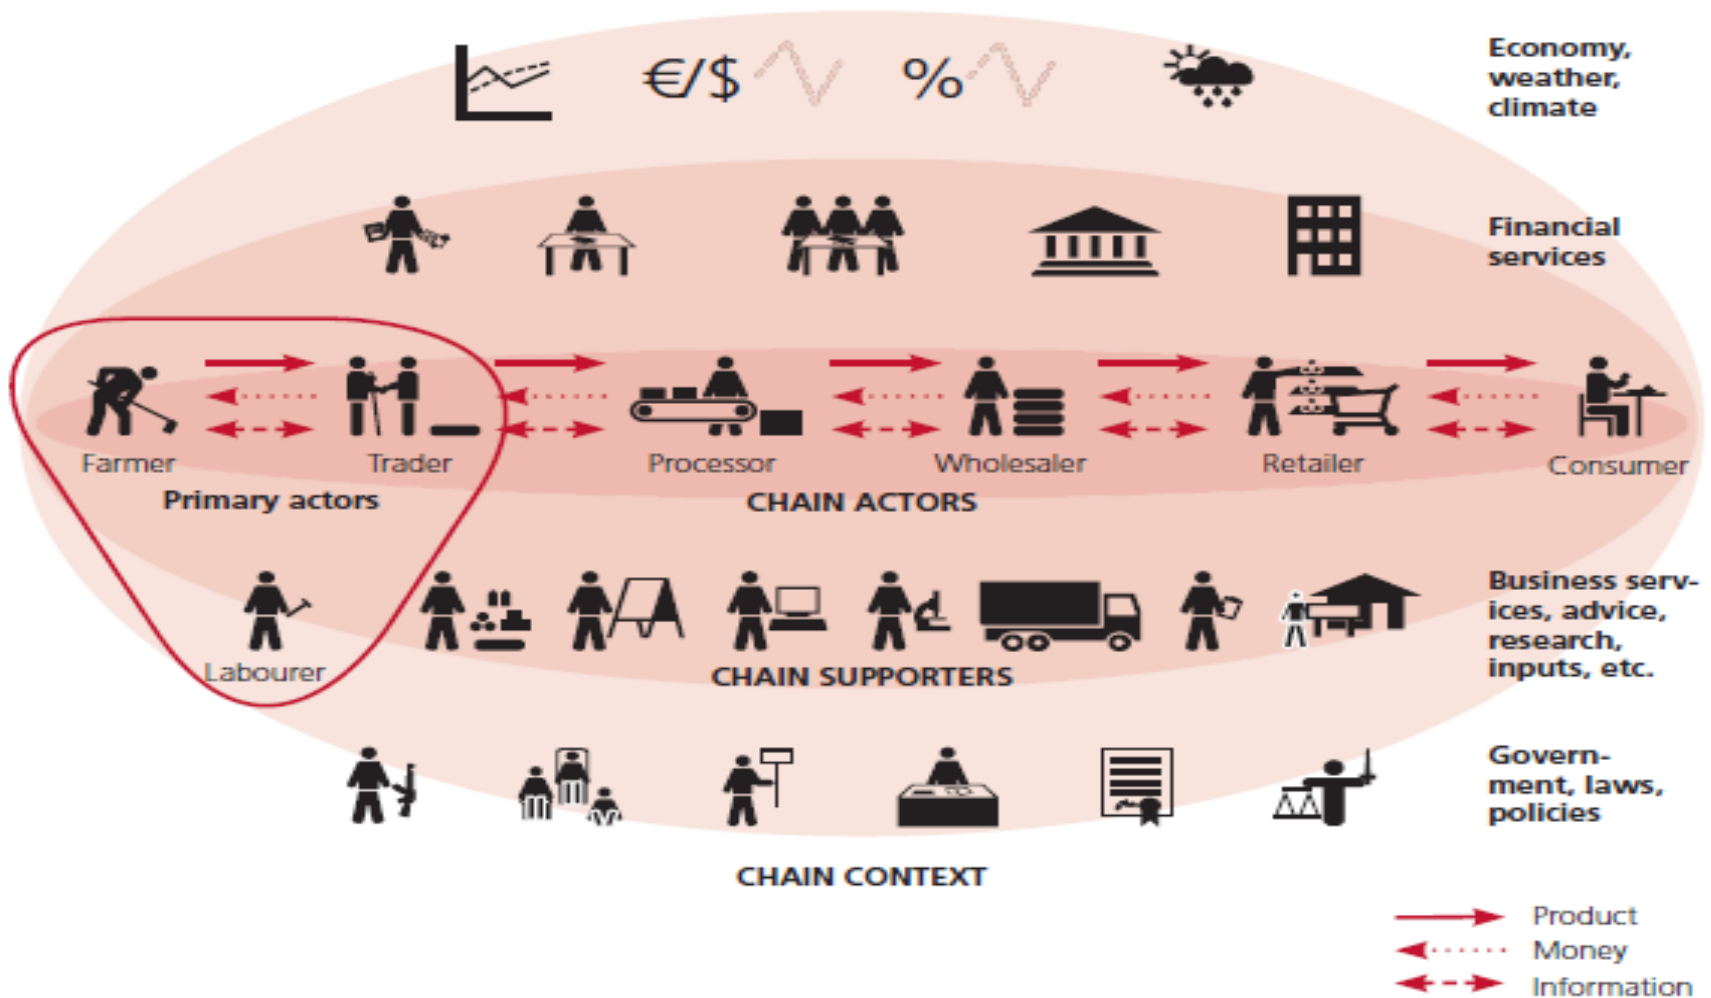 €/$
%
Economy,
weather,
climate
Financial
services
Farmer
Trader
Processor
Wholesaler
Retailer
Consumer
Primary actors
CHAIN ACTORS
Labourer
CHAIN SUPPORTERS
Business serv-
ices, advice,
research,
inputs, etc.
Govern-
ment, laws,
policies
CHAIN CONTEXT
Product
Money
Information